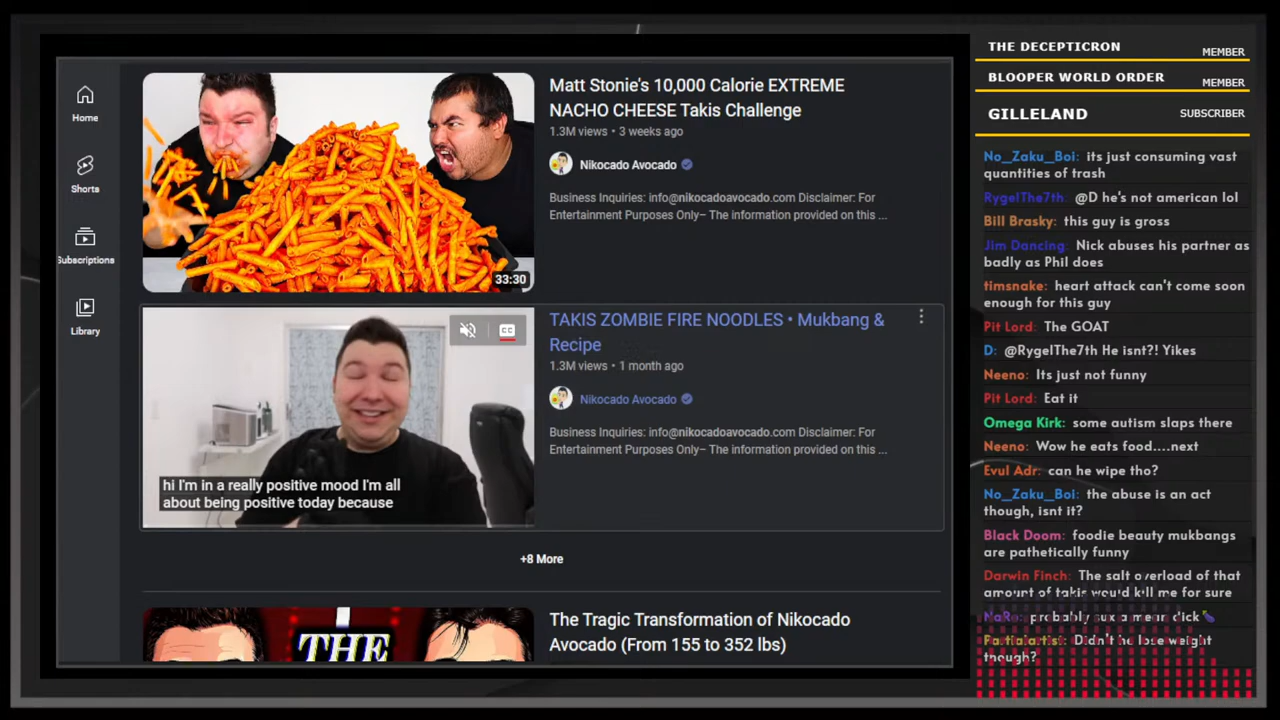 Home
Shorts
Subscriptions
Library
Matt Stonie's 10,000 Calorie EXTREME
NACHO CHEESE Takis Challenge
1.3M views • 3 weeks ago
Nikocado Avocado
Business Inquiries: info@nikocadoavocado.com Disclaimer: For
Entertainment Purposes Only– The information provided on this ...
33:30
TAKIS ZOMBIE FIRE NOODLES • Mukbang &
Recipe
1.3M views • 1 month ago
Nikocado Avocado
Business Inquiries: info@nikocadoavocado.com Disclaimer: For
Entertainment Purposes Only– The information provided on this ...
CC
hi I'm in a really positive mood I'm all
about being positive today because
+8 More
The Tragic Transformation of Nikocado
Avocado (From 155 to 352 lbs)
THE
THE DECEPTICRON MEMBER
BLOOPER WORLD ORDER MEMBER
GILLELAND SUBSCRIBER
No_Zaku_Boi: its just consuming vast
quantities of trash
RygelThe7th: @D he's not american lol
Bill Brasky: this guy is gross
Jim Dancing: Nick abuses his partner as
badly as Phil does
timsnake: heart attack can't come soon
enough for this guy
Pit Lord: The GOAT
D: @RygelThe7th He isnt?! Yikes
Neeno: Its just not funny
Pit Lord: Eat it
Omega Kirk: some autism slaps there
Neeno: Wow he eats food....next
Evul Adr: can he wipe tho?
No_Zaku_Boi: the abuse is an act
though, isnt it?
Black Doom: foodie beauty mukbangs
are pathetically funny
Darwin Finch: The salt overload of that
amount of takis would kill me for sure
probably sux a mean dick
Didn't he lose weight
though?